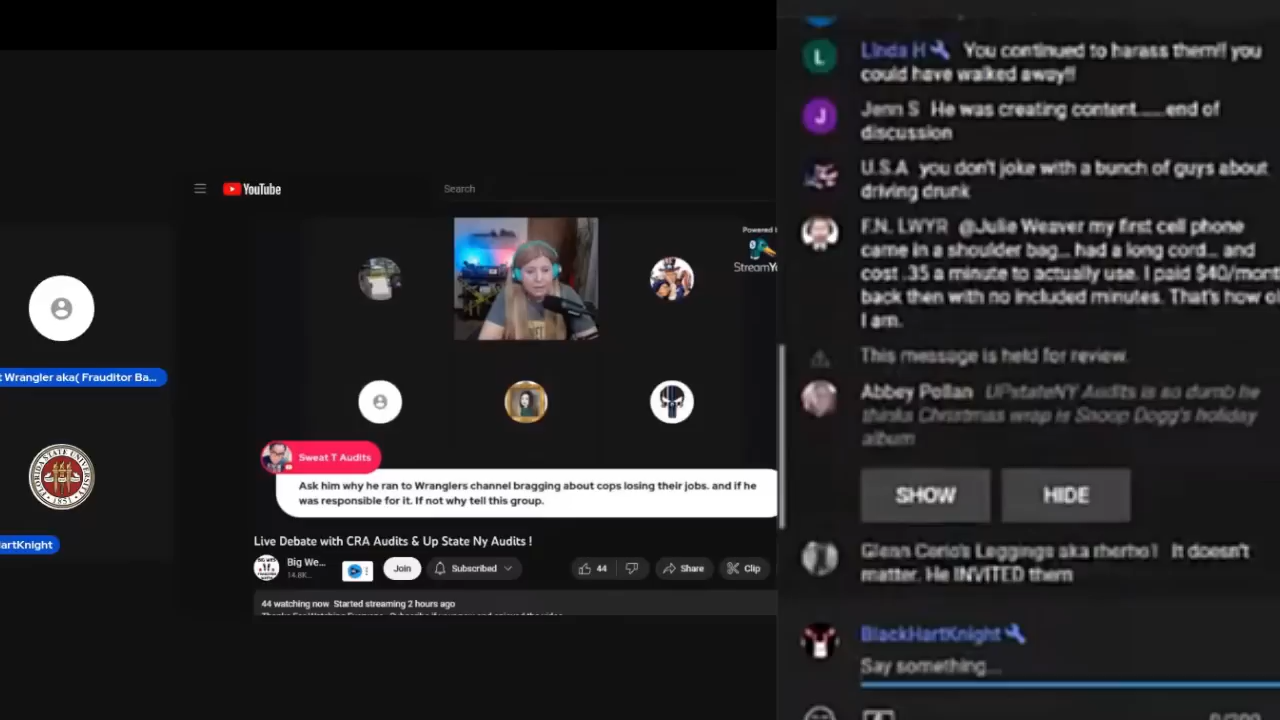 YouTube
Search
Powered
StreamY
t Wrangler aka( Frauditor Ba...
artKnight
Sweat T Audits
Ask him why he ran to Wranglers channel bragging about cops losing their jobs. and if he
was responsible for it. If not why tell this group.
Live Debate with CRA Audits & Up State Ny Audits !
Big We...
14.8K...
Join
Subscribed
44
Share
Clip
44 watching now Started streaming 2 hours ago
L
Linda H You continued to harass them!! you
could have walked away!!
J
Jenn S He was creating content......end of
discussion
U.S.A you don't joke with a bunch of guys about
driving drunk
F.N. LWYR @Julie Weaver my first cell phone
came in a shoulder bag... had a long cord... and
cost .35 a minute to actually use. I paid $40/mont
back then with no included minutes. That's how ol
I am.
This message is held for review.
Abbey Pollan UPstateNY Audits is so dumb he
thinks Christmas wrap is Snoop Dogg's holiday
album
SHOW
HIDE
Glenn Cerio's Leggings aka rherho1 It doesn't
matter. He INVITED them
BlackHartKnight
Say something...